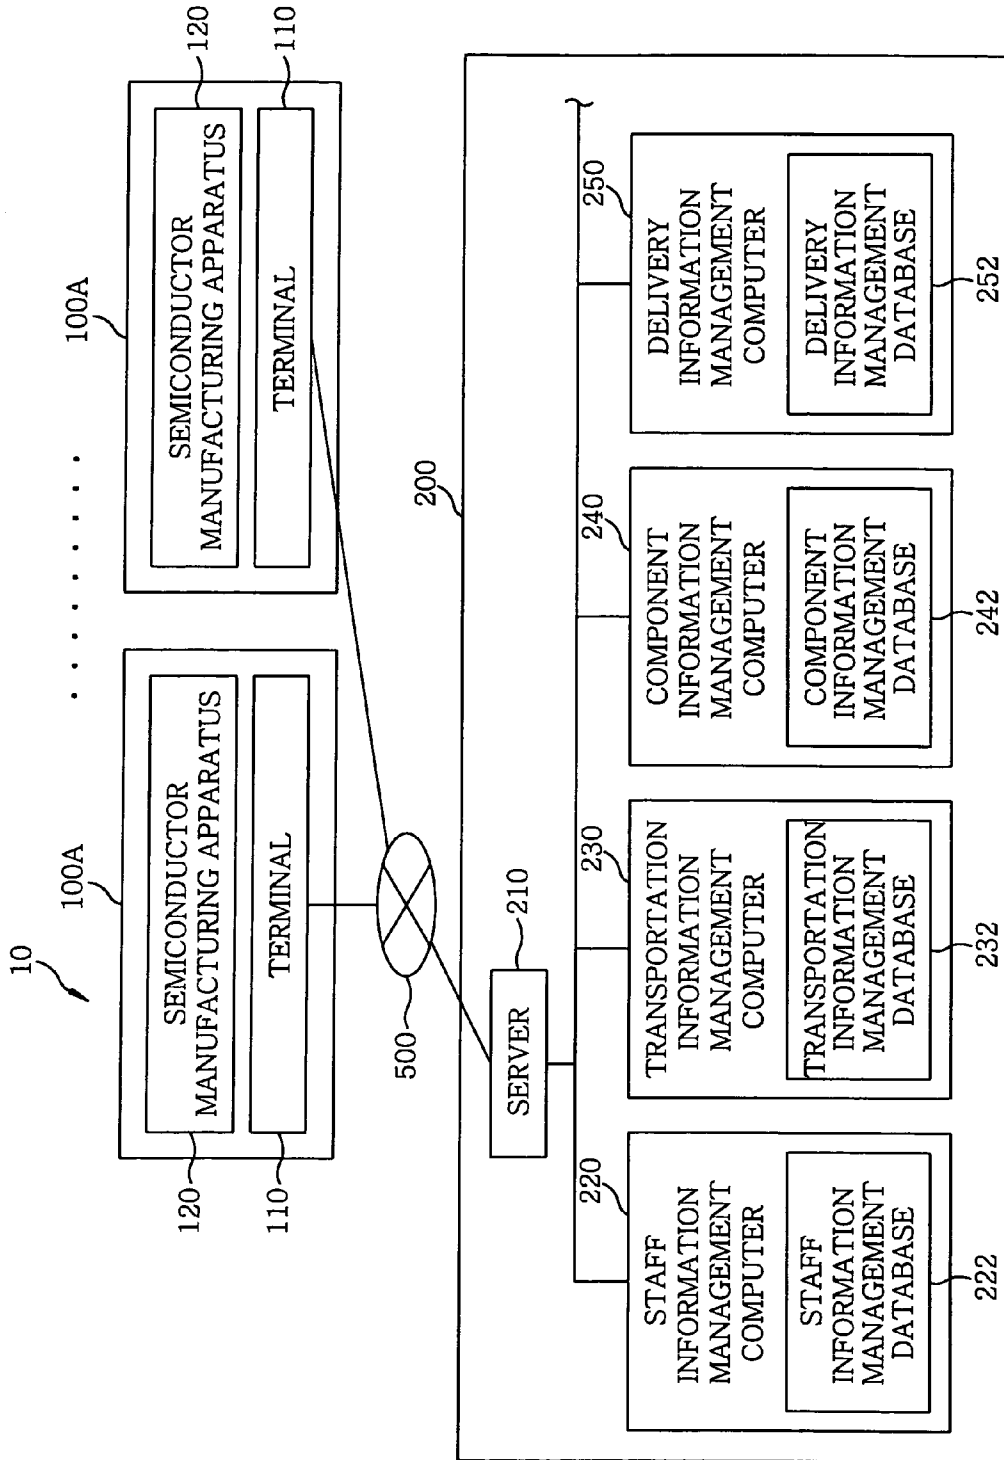 10
100A
100A
SEMICONDUCTOR
MANUFACTURING APPARATUS
TERMINAL
120
110
. . . . . . . .
SEMICONDUCTOR
MANUFACTURING APPARATUS
TERMINAL
120
110
500
200
SERVER
210
220
STAFF
INFORMATION
MANAGEMENT
COMPUTER
STAFF
INFORMATION
MANAGEMENT
DATABASE
222
230
TRANSPORTATION
INFORMATION
MANAGEMENT
COMPUTER
TRANSPORTATION
INFORMATION
MANAGEMENT
DATABASE
232
240
COMPONENT
INFORMATION
MANAGEMENT
COMPUTER
COMPONENT
INFORMATION
MANAGEMENT
DATABASE
242
250
DELIVERY
INFORMATION
MANAGEMENT
COMPUTER
DELIVERY
INFORMATION
MANAGEMENT
DATABASE
252